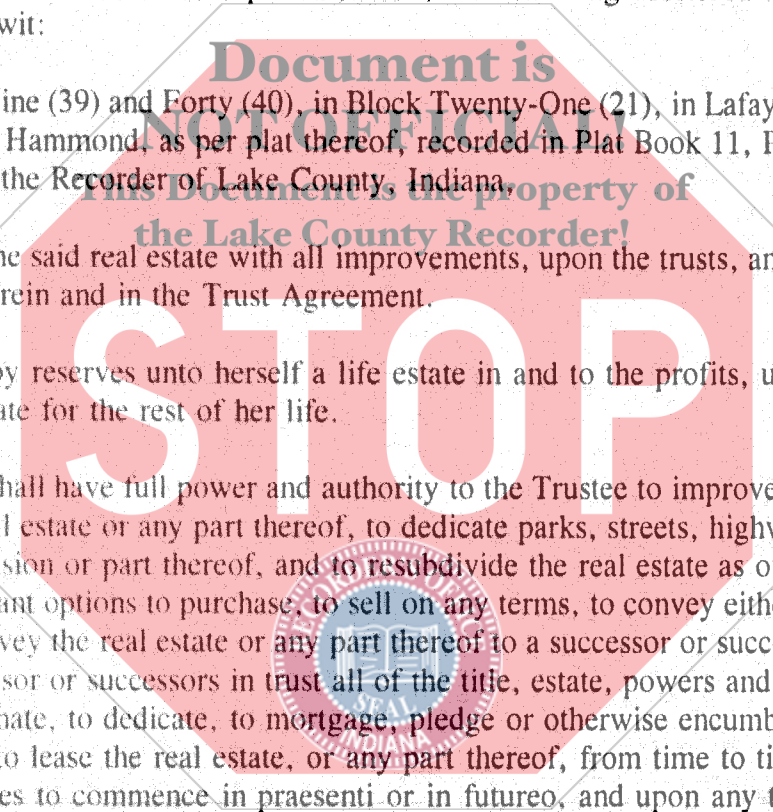 wit:
Document is
ine (39) and Forty (40), in Block Twenty-One (21), in Lafay
NOT OFFICIAL
Hammond, as per plat thereof, recorded in Plat Book 11,
the Recorder of Lake County, Indiana,
This Document is the property of
the Lake County Recorder!
he said real estate with all improvements, upon the trusts, an
rein and in the Trust Agreement.
STOP
by reserves unto herself a life estate in and to the profits, u
ate for the rest of her life.
hall have full power and authority to the Trustee to improve
l estate or any part thereof, to dedicate parks, streets, highw
sion or part thereof, and to resubdivide the real estate as o
ant options to purchase, to sell on any terms, to convey eith
vey the real estate or any part thereof to a successor or succ
sor or successors in trust all of the title, estate, powers and
nate, to dedicate, to mortgage, pledge or otherwise encumb
to lease the real estate, or any part thereof, from time to ti
es to commence in praesenti or in futureo, and upon any t
SEAL
INDIANA